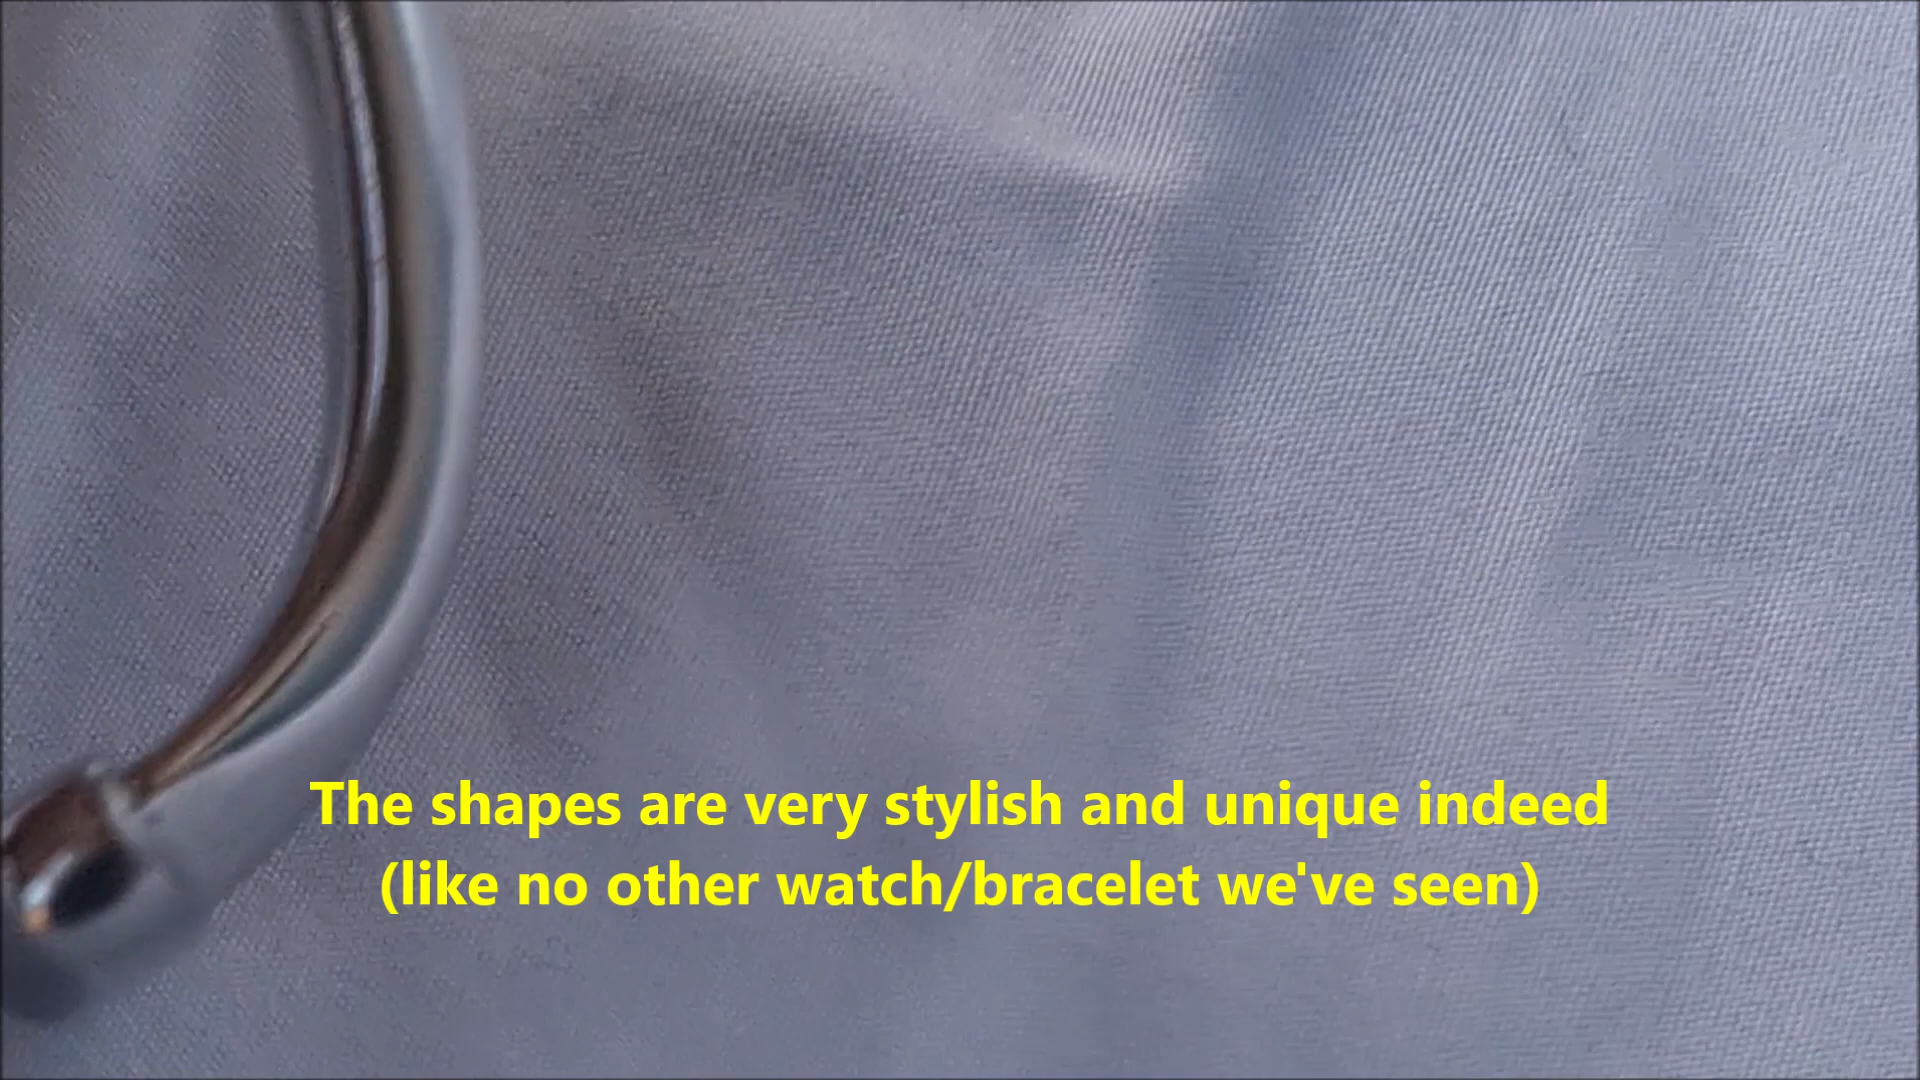 The shapes are very stylish and unique indeed
(like no other watch/bracelet we've seen)